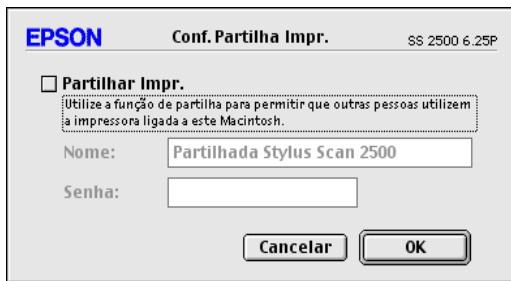 EPSON Conf. Partilha Impr. SS 2500 6.25P
Partilhar Impr.
Utilize a função de partilha para permitir que outras pessoas utilizem
a impressora ligada a este Macintosh.
Nome: Partilhada Stylus Scan 2500
Senha:
Cancelar OK